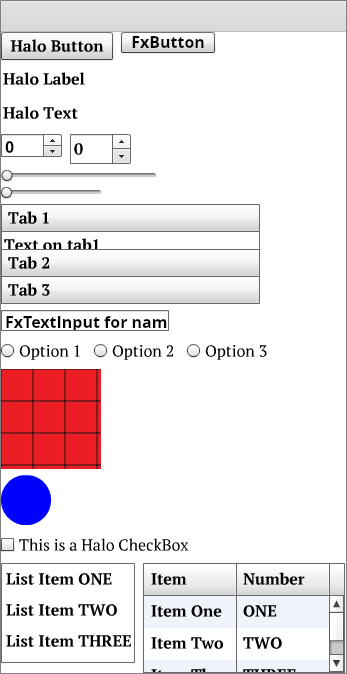 Halo Button FxButton
Halo Label
Halo Text
0 0
Tab 1
Text on tab1
Tab 2
Tab 3
FxTextInput for nam
Option 1 Option 2 Option 3
This is a Halo CheckBox
List Item ONE
List Item TWO
List Item THREE
Item Number
Item One ONE
Item Two TWO